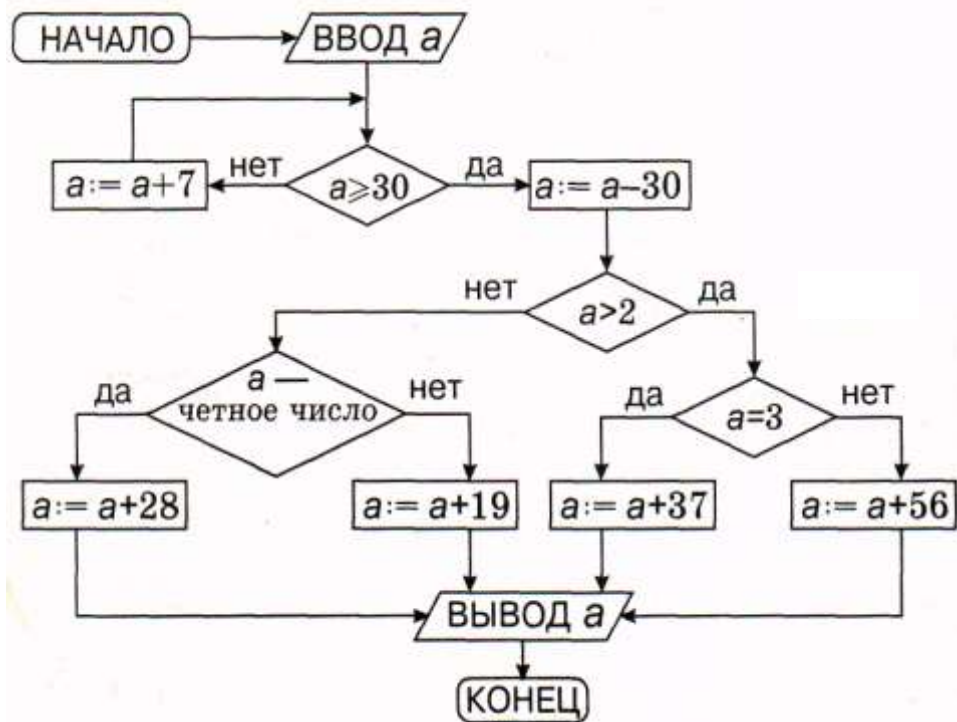 НАЧАЛО
ВВОД a
нет
да
a:= a+7
a⩾30
a:= a–30
нет
да
a>2
a —
четное число
да
нет
да
нет
a=3
a:= a+28
a:= a+19
a:= a+37
a:= a+56
ВЫВОД a
КОНЕЦ